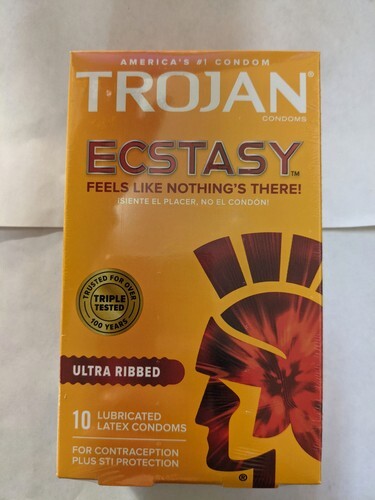 AMERICA'S #1 CONDOM
TROJAN®
CONDOMS
ECSTASY™
FEELS LIKE NOTHING'S THERE!
¡SIENTE EL PLACER, NO EL CONDÓN!
TRUSTED FOR OVER
TRIPLE
TESTED
100 YEARS
ULTRA RIBBED
10 LUBRICATED
LATEX CONDOMS
FOR CONTRACEPTION
PLUS STI PROTECTION
®